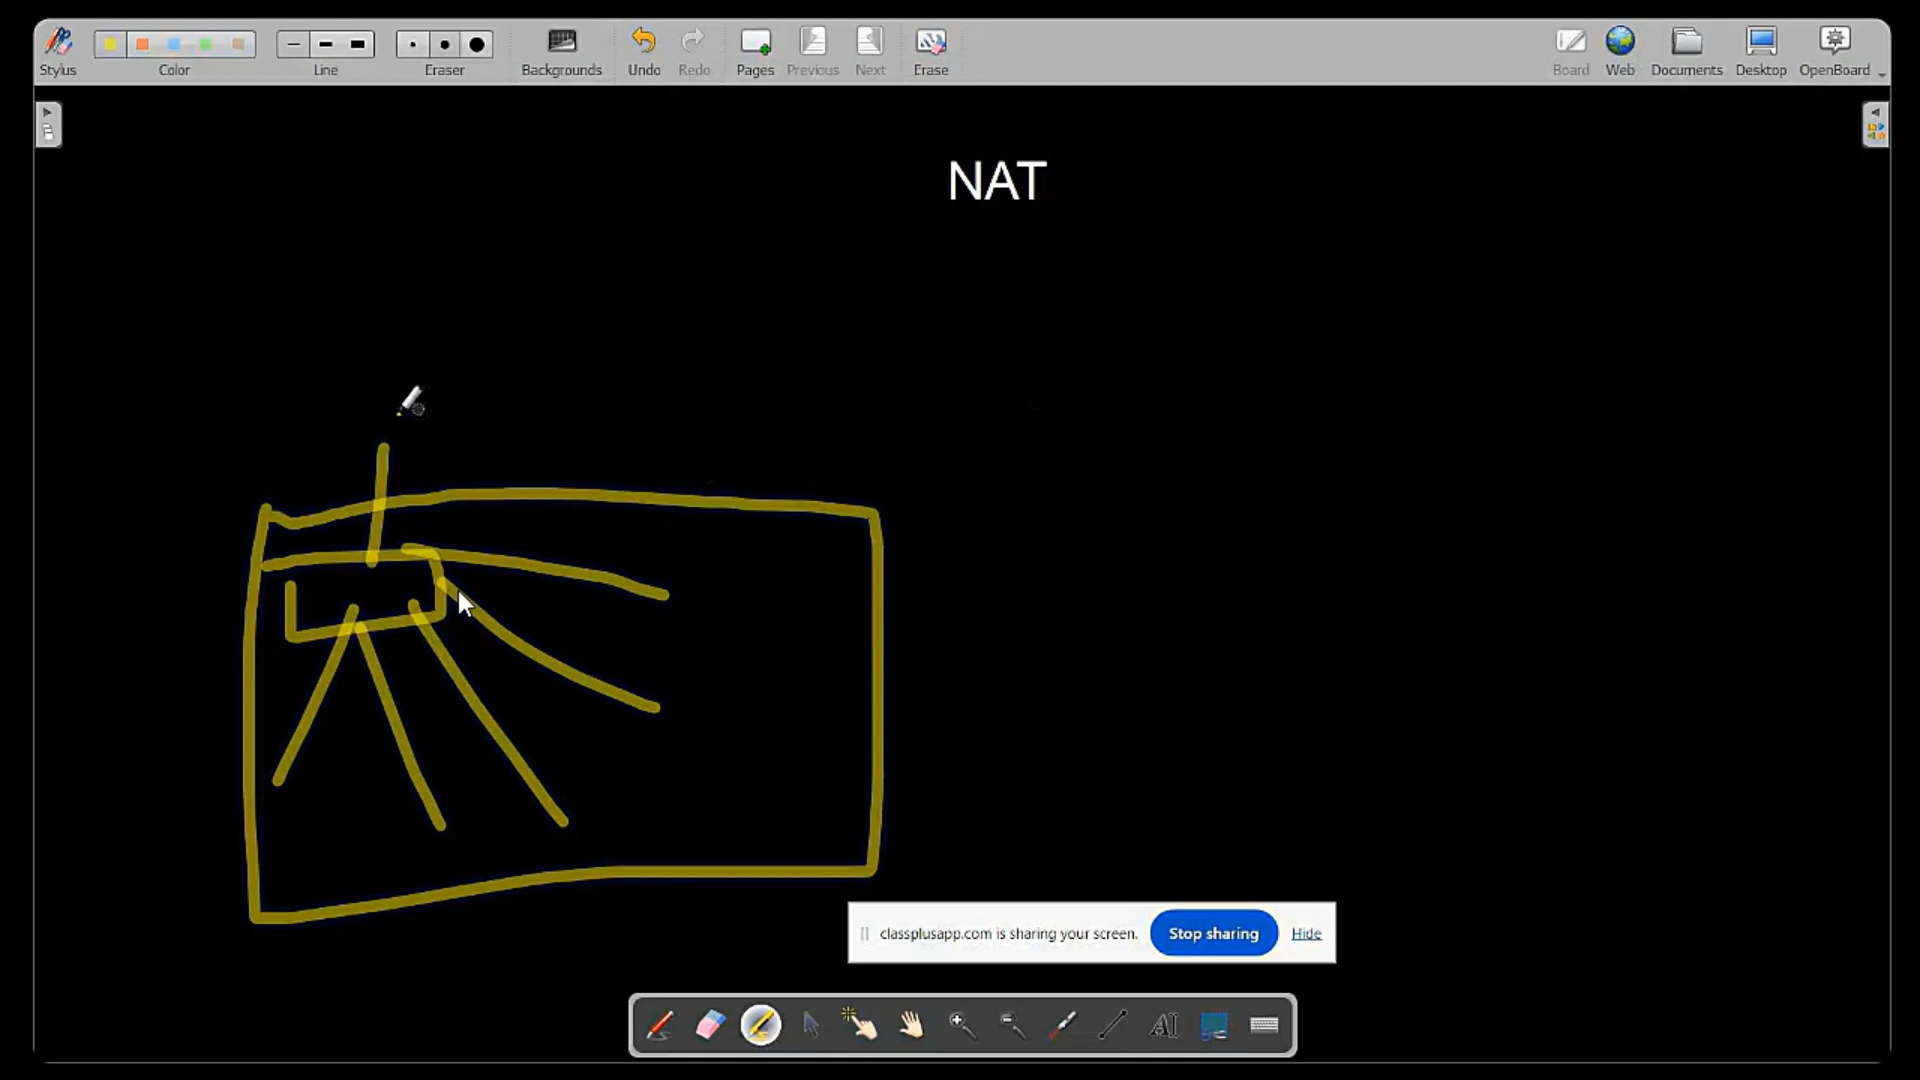 Stylus
Color
Line
Eraser
Backgrounds
Undo
Redo
Pages
Previous
Next
Erase
Board
Web
Documents
Desktop
OpenBoard
NAT
classplusapp.com is sharing your screen.
Stop sharing
Hide
AI